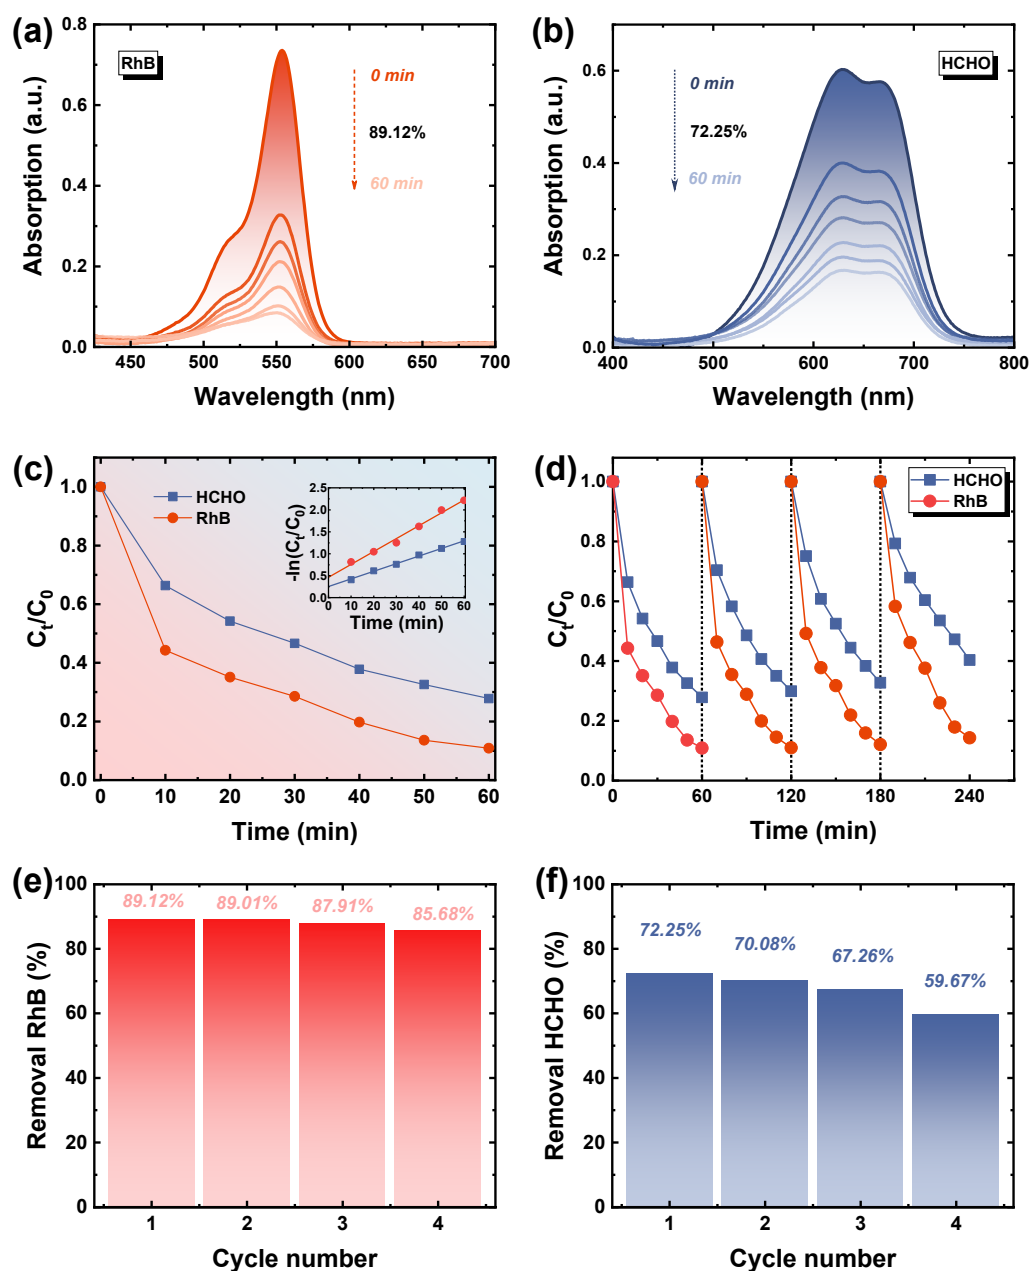 (a)
RhB
0 min
89.12%
60 min
Absorption (a.u.)
0.8
0.6
0.4
0.2
0.0
450 500 550 600 650 700
Wavelength (nm)
(b)
HCHO
0 min
72.25%
60 min
Absorption (a.u.)
0.6
0.4
0.2
0.0
400 500 600 700 800
Wavelength (nm)
(c)
HCHO
RhB
Cₜ/C₀
1.0
0.8
0.6
0.4
0.2
0.0
0 10 20 30 40 50 60
Time (min)
-ln(Cₜ/C₀)
2.5
2.0
1.5
1.0
0.5
0.0
0 10 20 30 40 50 60
Time (min)
(d)
HCHO
RhB
Cₜ/C₀
1.0
0.8
0.6
0.4
0.2
0.0
0 60 120 180 240
Time (min)
(e)
Removal RhB (%)
100
80
60
40
20
0
89.12% 89.01% 87.91% 85.68%
1 2 3 4
Cycle number
(f)
Removal HCHO (%)
100
80
60
40
20
0
72.25% 70.08% 67.26% 59.67%
1 2 3 4
Cycle number